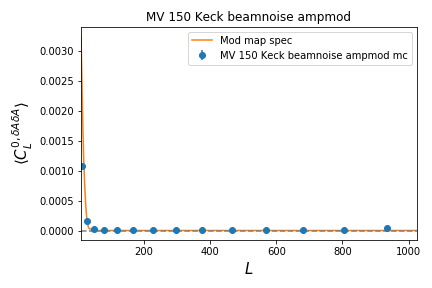 MV 150 Keck beamnoise ampmod
Mod map spec
MV 150 Keck beamnoise ampmod mc
0.0030
0.0025
0.0020
0.0015
0.0010
0.0005
0.0000
⟨C_L^{0,δAδA}⟩
200
400
600
800
1000
L